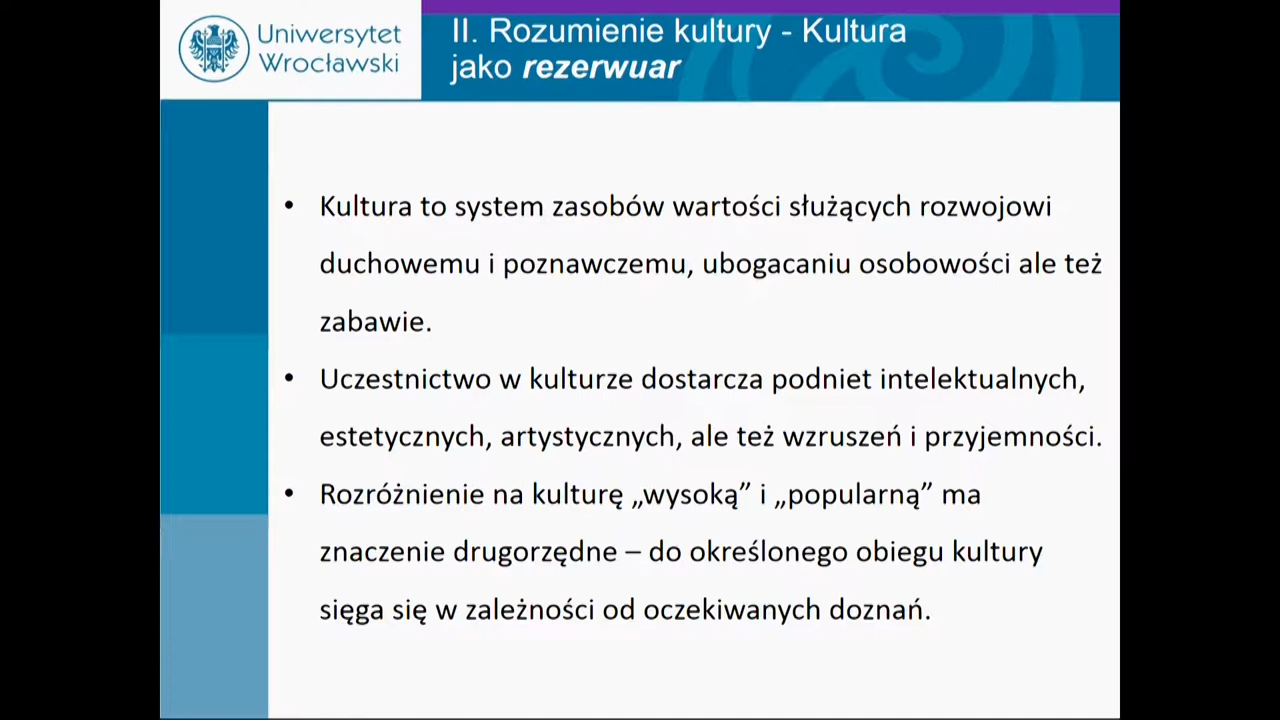 Uniwersytet
Wrocławski
II. Rozumienie kultury - Kultura
jako rezerwuar
• Kultura to system zasobów wartości służących rozwojowi
duchowemu i poznawczemu, ubogacaniu osobowości ale też
zabawie.
• Uczestnictwo w kulturze dostarcza podniet intelektualnych,
estetycznych, artystycznych, ale też wzruszeń i przyjemności.
• Rozróżnienie na kulturę „wysoką” i „popularną” ma
znaczenie drugorzędne – do określonego obiegu kultury
sięga się w zależności od oczekiwanych doznań.